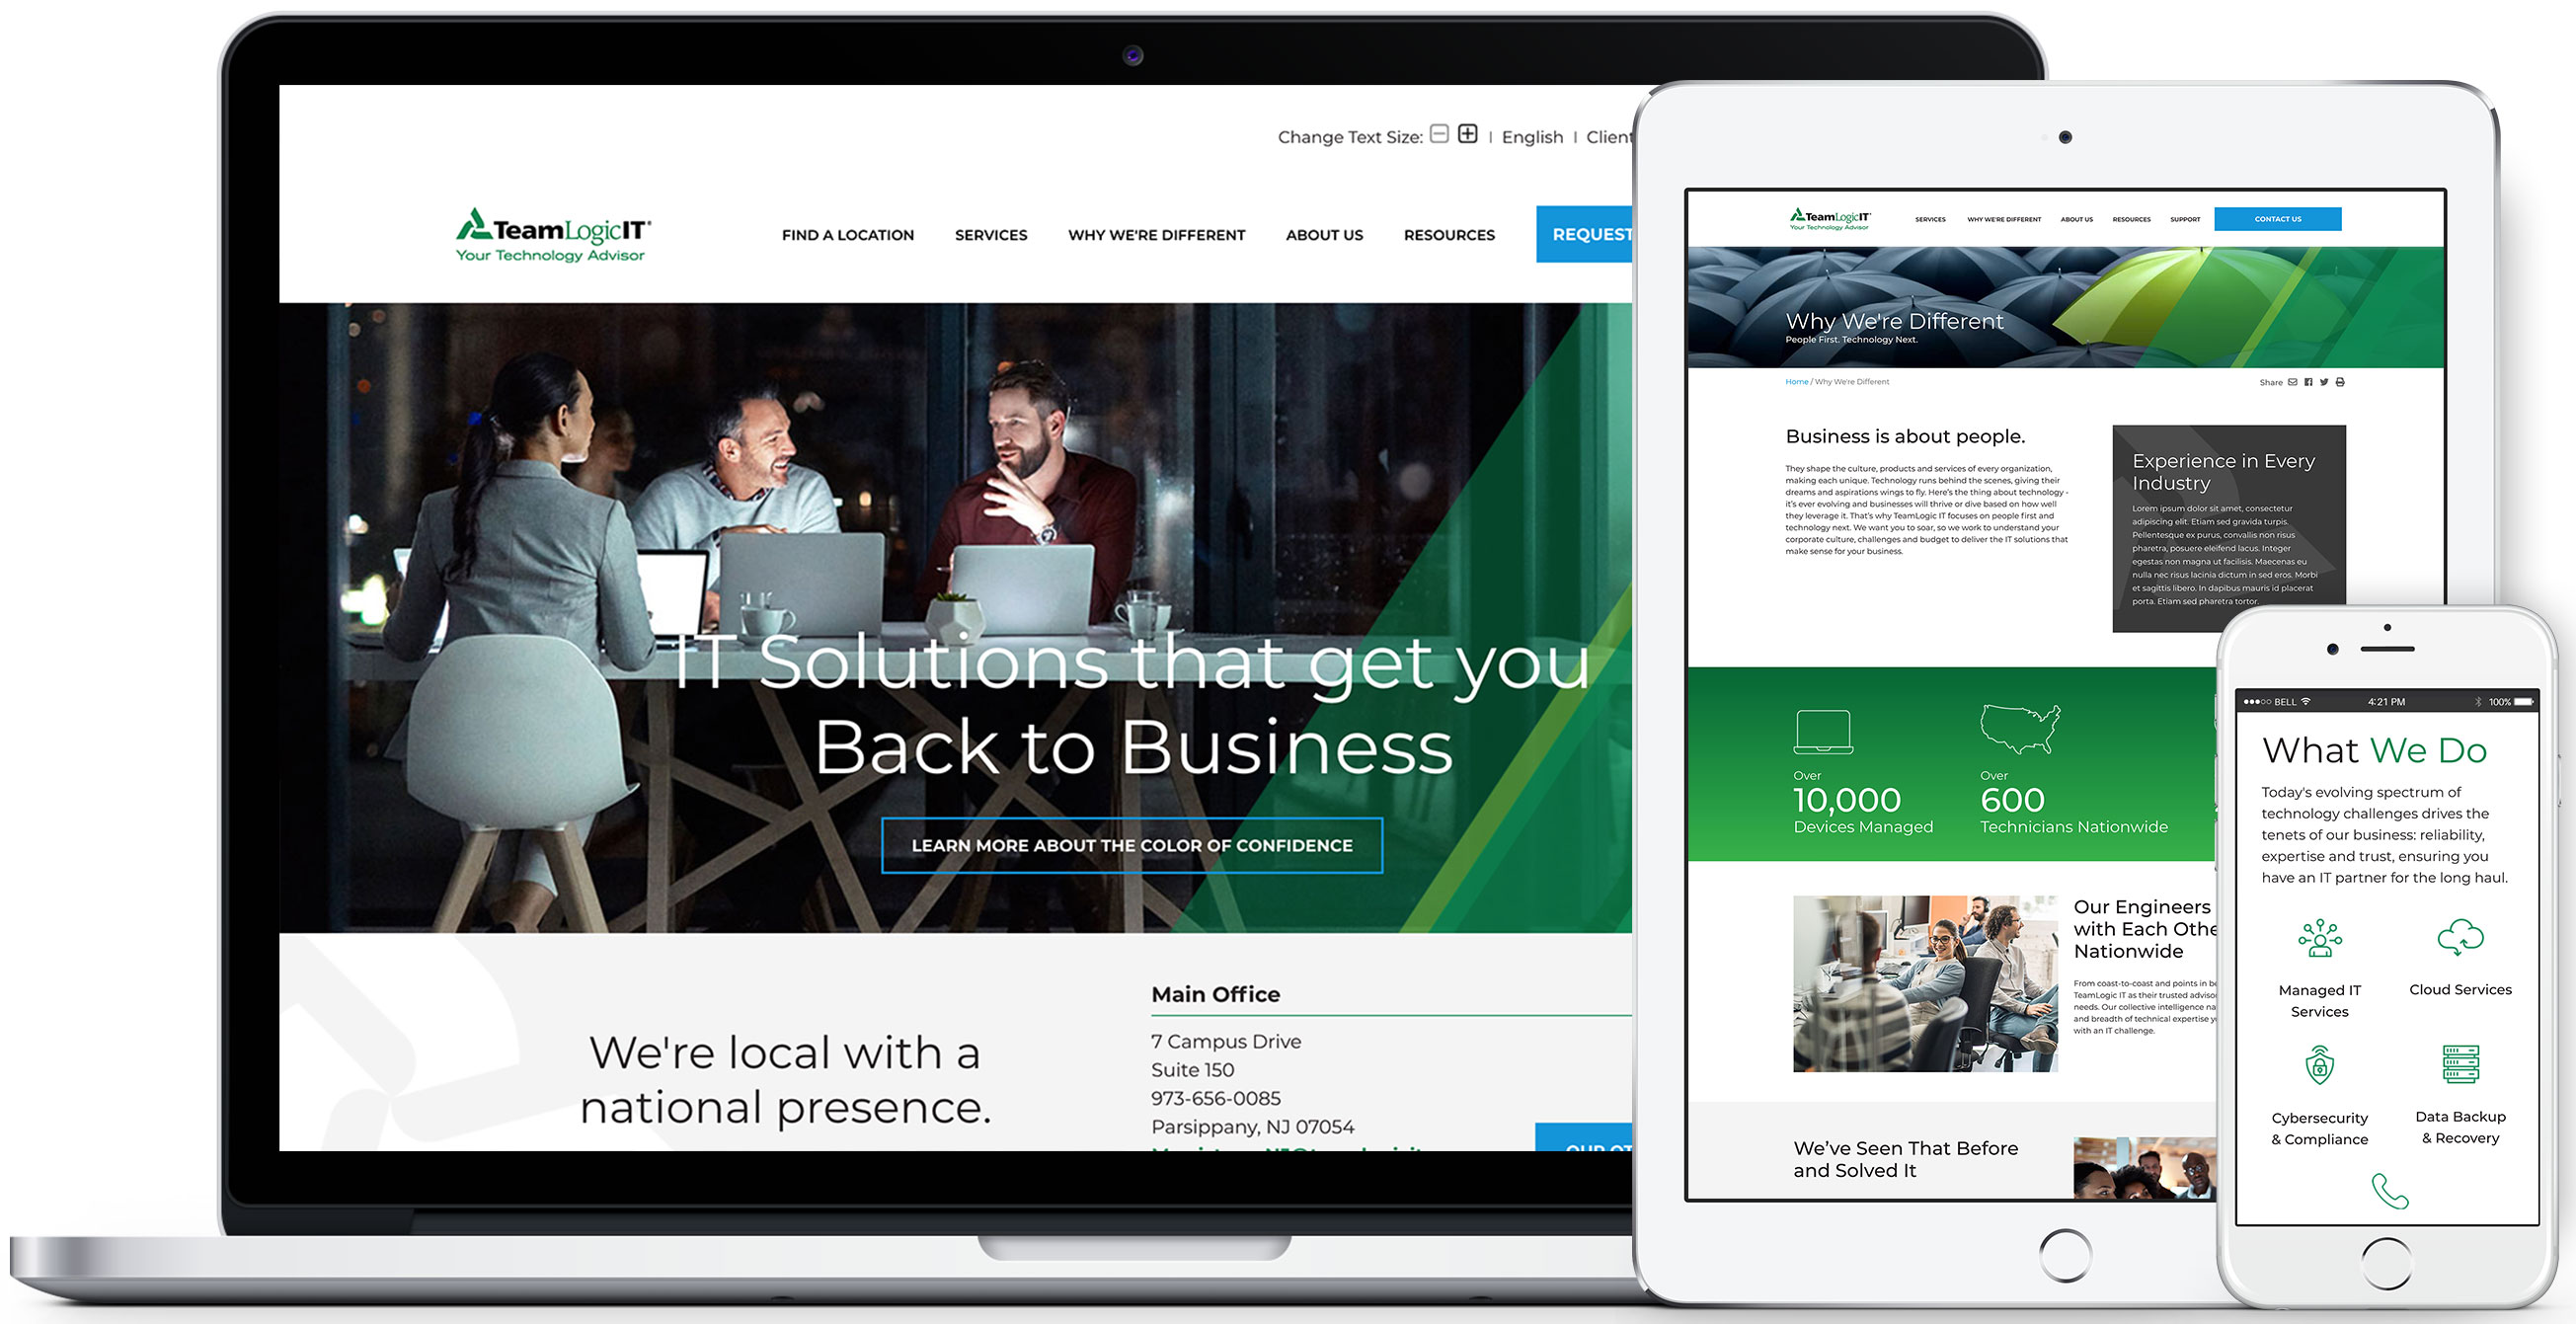 Change Text Size: | English | Client
TeamLogicIT
Your Technology Advisor
FIND A LOCATION SERVICES WHY WE'RE DIFFERENT ABOUT US RESOURCES REQUEST
IT Solutions that get you
Back to Business
LEARN MORE ABOUT THE COLOR OF CONFIDENCE
We're local with a
national presence.
Main Office
7 Campus Drive
Suite 150
973-656-0085
Parsippany, NJ 07054
TeamLogicIT
Your Technology Advisor
SERVICES WHY WE'RE DIFFERENT ABOUT US RESOURCES SUPPORT CONTACT US
Why We're Different
People First. Technology Next.
Home / Why We're Different
Share
Business is about people.
They shape the culture, products and services of every organization,
making each unique. Technology runs behind the scenes, giving their
dreams and aspirations wings to fly. Here's the thing about technology -
it's ever evolving and businesses will thrive or dive based on how well
they leverage it. That's why TeamLogic IT focuses on people first and
technology next. We want you to soar, so we work to understand your
corporate culture, challenges and budget to deliver the IT solutions that
make sense for your business.
Experience in Every
Industry
Lorem ipsum dolor sit amet, consectetur
adipiscing elit. Etiam sed gravida turpis.
Pellentesque ex purus, convallis non risus
pharetra, posuere eleifend lacus. Integer
egestas non magna ut facilisis. Maecenas eu
nulla nec risus lacinia dictum in sed eros. Morbi
et sagittis libero. In dapibus mauris id placerat
porta. Etiam sed pharetra tortor.
Over
10,000
Devices Managed
Over
600
Technicians Nationwide
Our Engineers
with Each Othe
Nationwide
From coast-to-coast and points in be
TeamLogic IT as their trusted adviso
needs. Our collective intelligence na
and breadth of technical expertise y
with an IT challenge.
We've Seen That Before
and Solved It
BELL 4:21 PM 100%
What We Do
Today's evolving spectrum of
technology challenges drives the
tenets of our business: reliability,
expertise and trust, ensuring you
have an IT partner for the long haul.
Managed IT
Services
Cloud Services
Cybersecurity
& Compliance
Data Backup
& Recovery